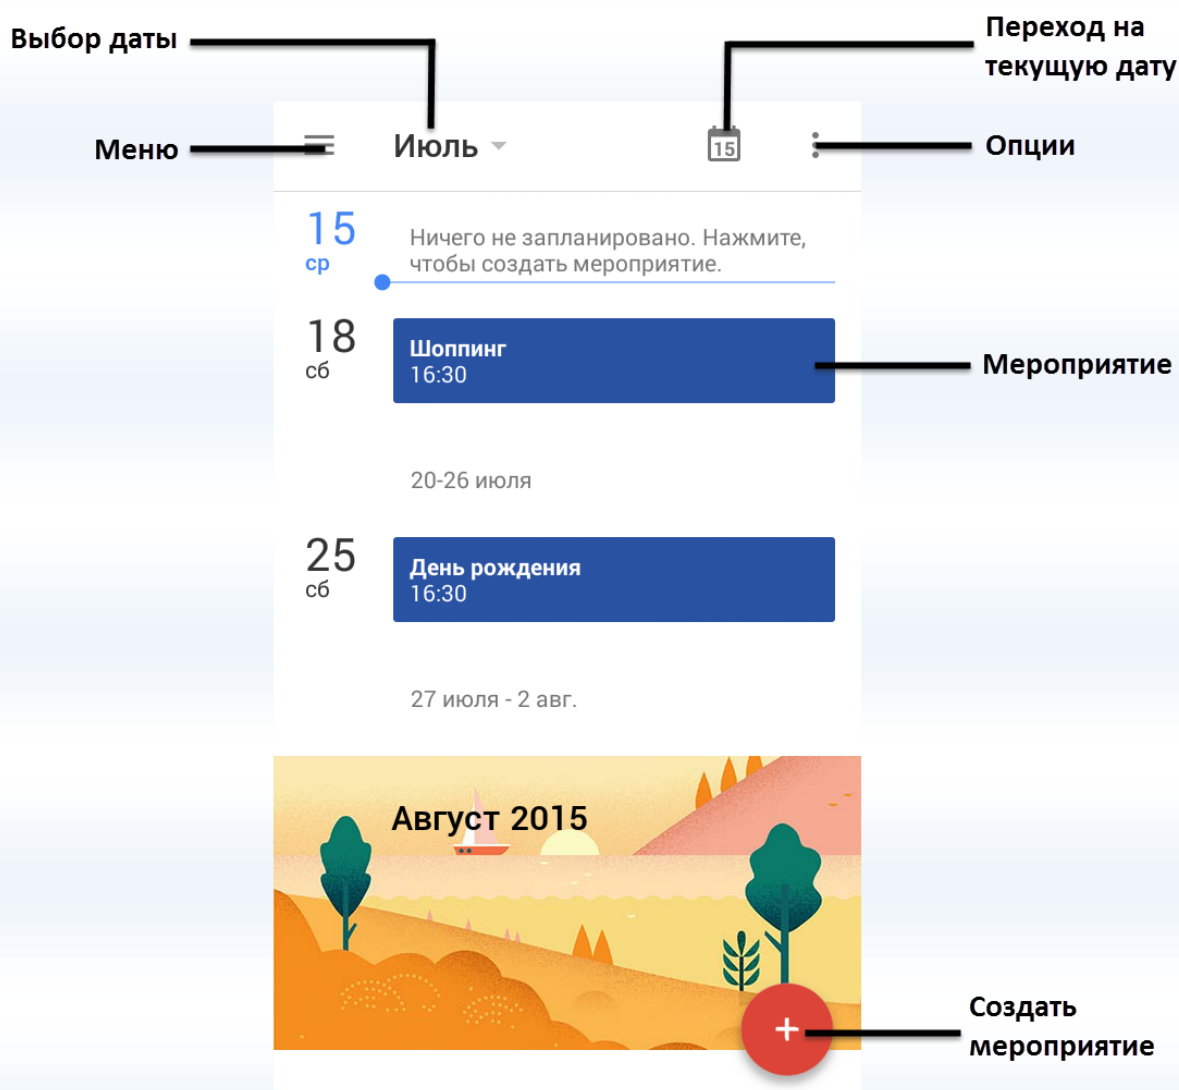 Выбор даты
Переход на
текущую дату
Меню
Июль
15
Опции
15
ср
Ничего не запланировано. Нажмите,
чтобы создать мероприятие.
18
сб
Шоппинг
16:30
Мероприятие
20-26 июля
25
сб
День рождения
16:30
27 июля - 2 авг.
Август 2015
+
Создать
мероприятие